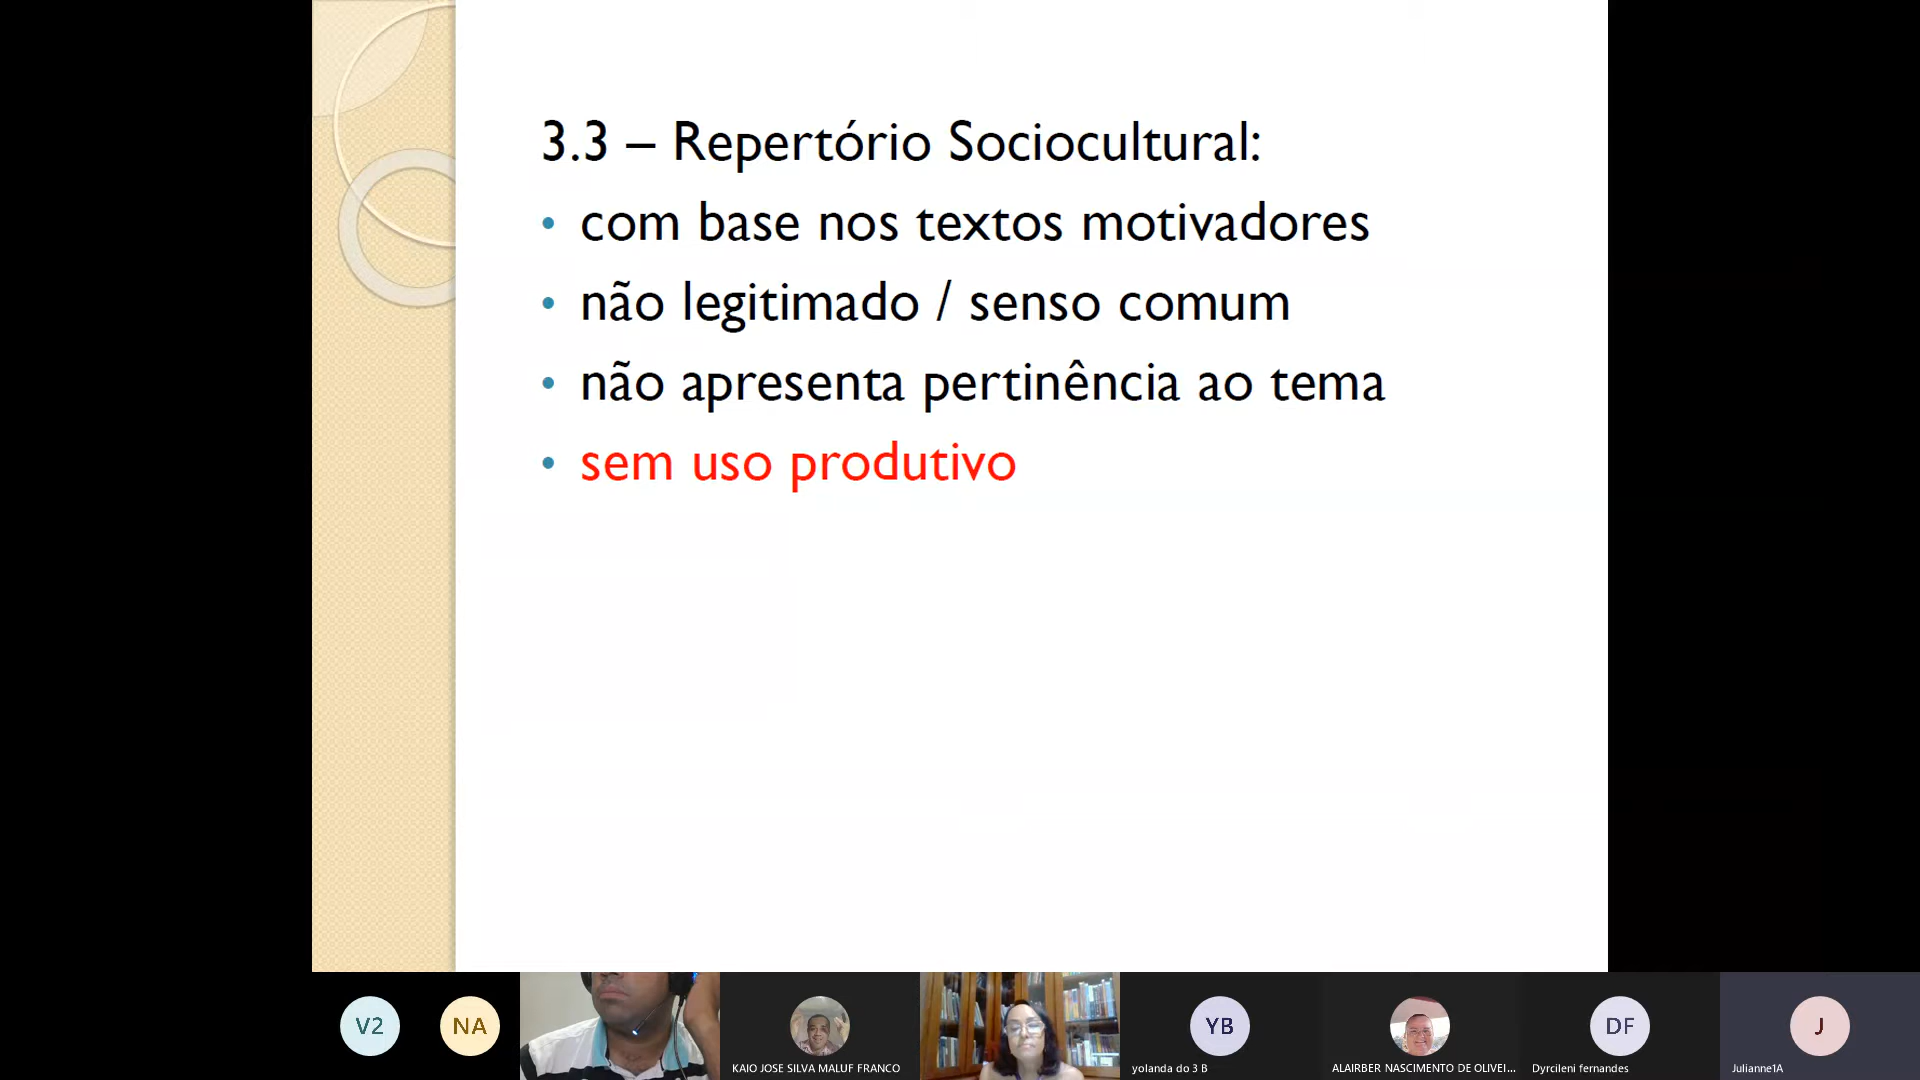 3.3 – Repertório Sociocultural:
• com base nos textos motivadores
• não legitimado / senso comum
• não apresenta pertinência ao tema
• sem uso produtivo
V2
NA
KAIO JOSE SILVA MALUF FRANCO
YB
yolanda do 3 B
ALAIRBER NASCIMENTO DE OLIVEI...
DF
Dyrcileni fernandes
J
Julianne1A